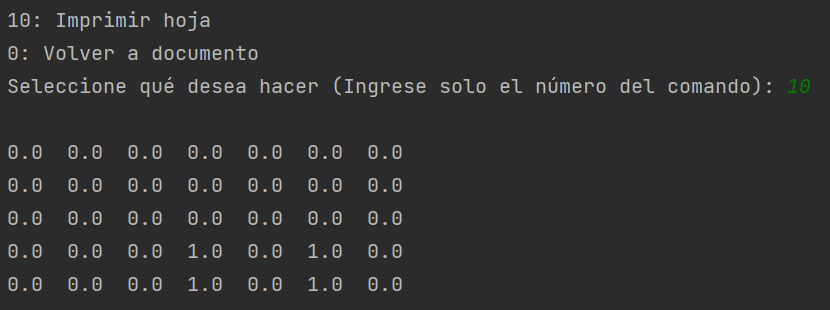 10: Imprimir hoja
0: Volver a documento
Seleccione qué desea hacer (Ingrese solo el número del comando): 10
0.0  0.0  0.0  0.0  0.0  0.0  0.0
0.0  0.0  0.0  0.0  0.0  0.0  0.0
0.0  0.0  0.0  0.0  0.0  0.0  0.0
0.0  0.0  0.0  1.0  0.0  1.0  0.0
0.0  0.0  0.0  1.0  0.0  1.0  0.0